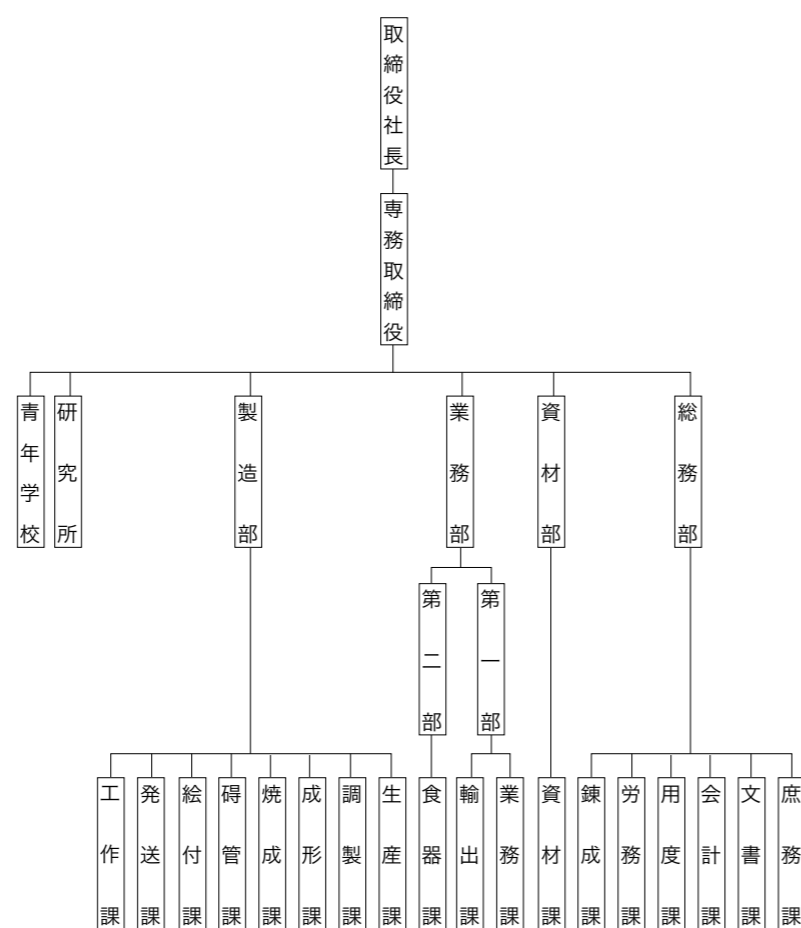 取締役社長
専務取締役
総務部
資材部
業務部
製造部
研究所
青年学校
第一部
第二部
庶務課
文書課
会計課
用度課
労務課
錬成課
資材課
業務課
輸出課
食器課
生産課
調製課
成形課
焼成課
碍管課
絵付課
発送課
工作課